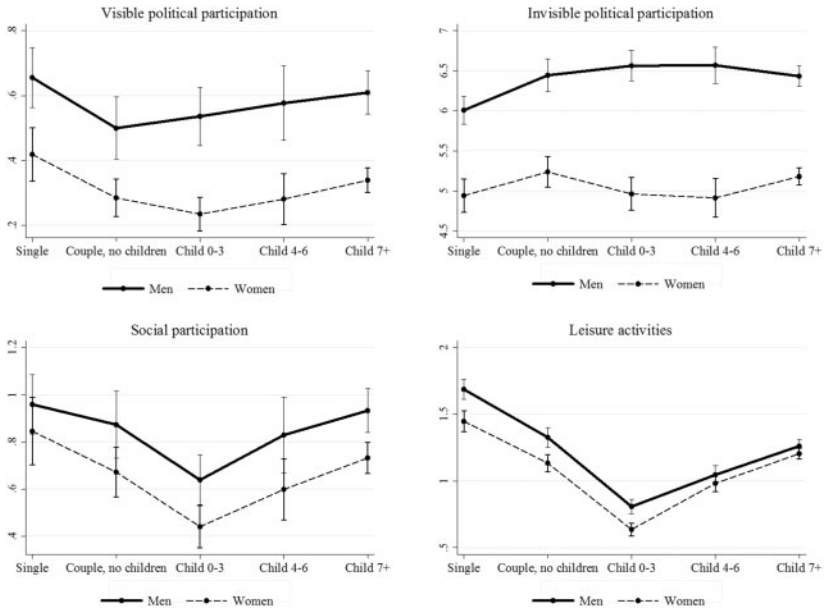 Visible political participation
.8
.6
.4
.2
Single Couple, no children Child 0-3 Child 4-6 Child 7+
Men Women
Invisible political participation
7
6.5
6
5.5
5
4.5
Single Couple, no children Child 0-3 Child 4-6 Child 7+
Men Women
Social participation
1.2
1
.8
.6
.4
Single Couple, no children Child 0-3 Child 4-6 Child 7+
Men Women
Leisure activities
2
1.5
1
.5
Single Couple, no children Child 0-3 Child 4-6 Child 7+
Men Women